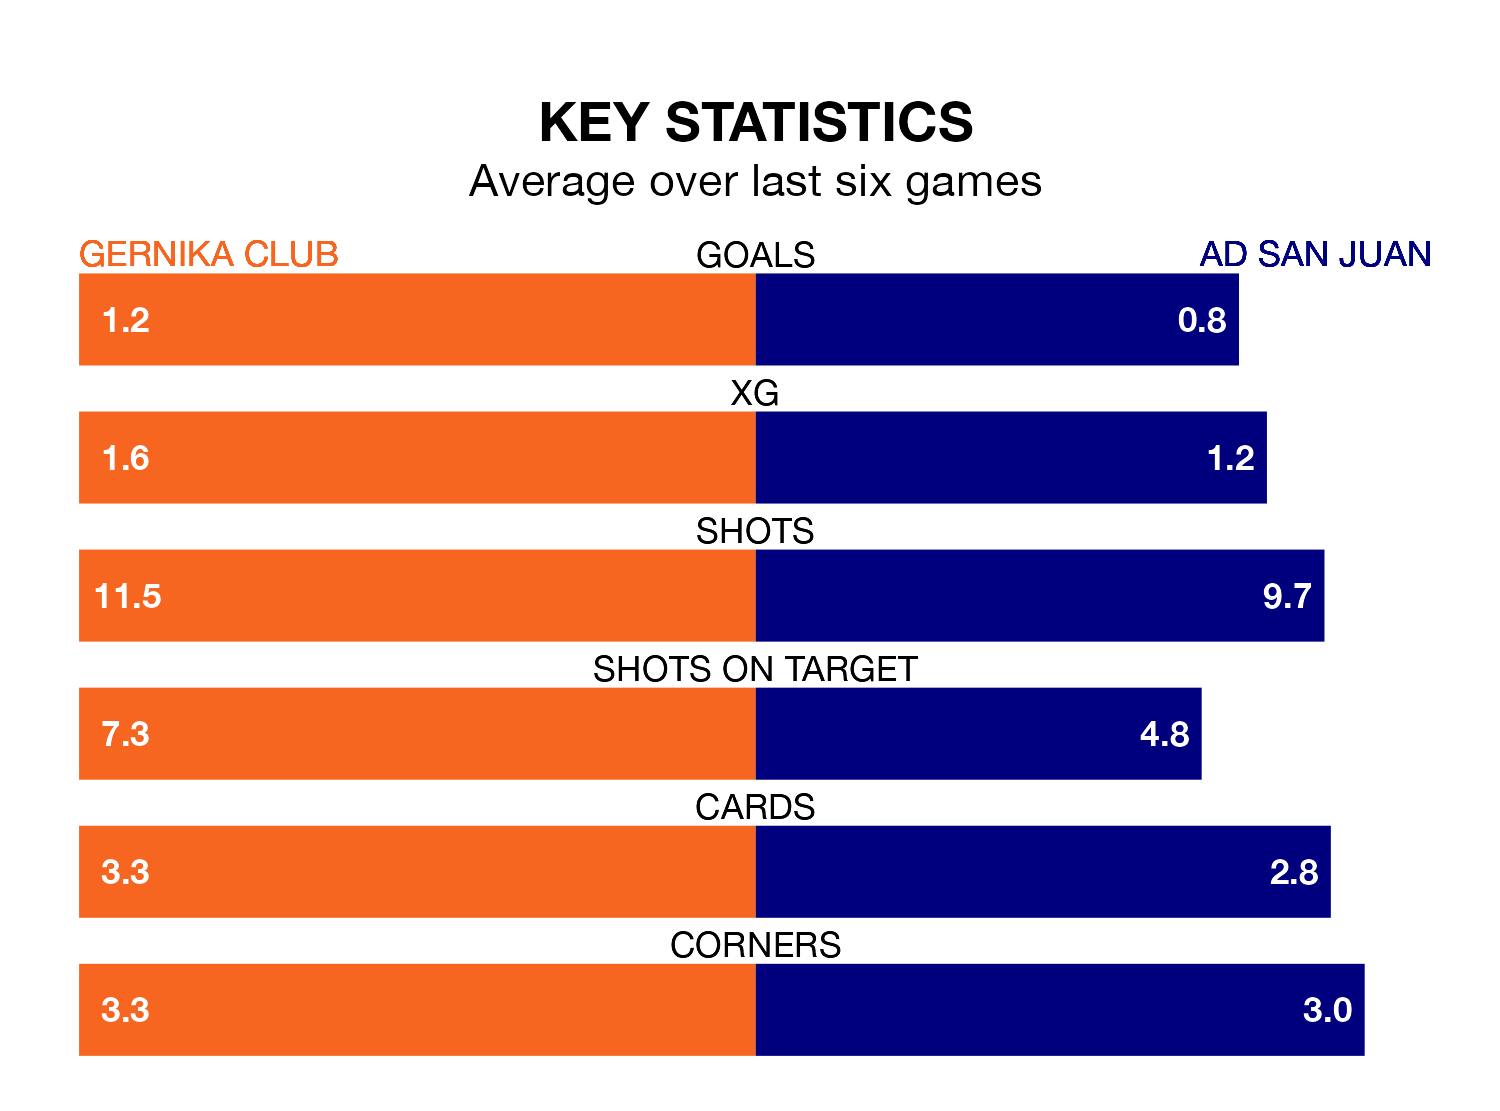 KEY STATISTICS
Average over last six games
GERNIKA CLUB GOALS AD SAN JUAN
1.2 0.8
XG
1.6 1.2
SHOTS
11.5 9.7
SHOTS ON TARGET
7.3 4.8
CARDS
3.3 2.8
CORNERS
3.3 3.0